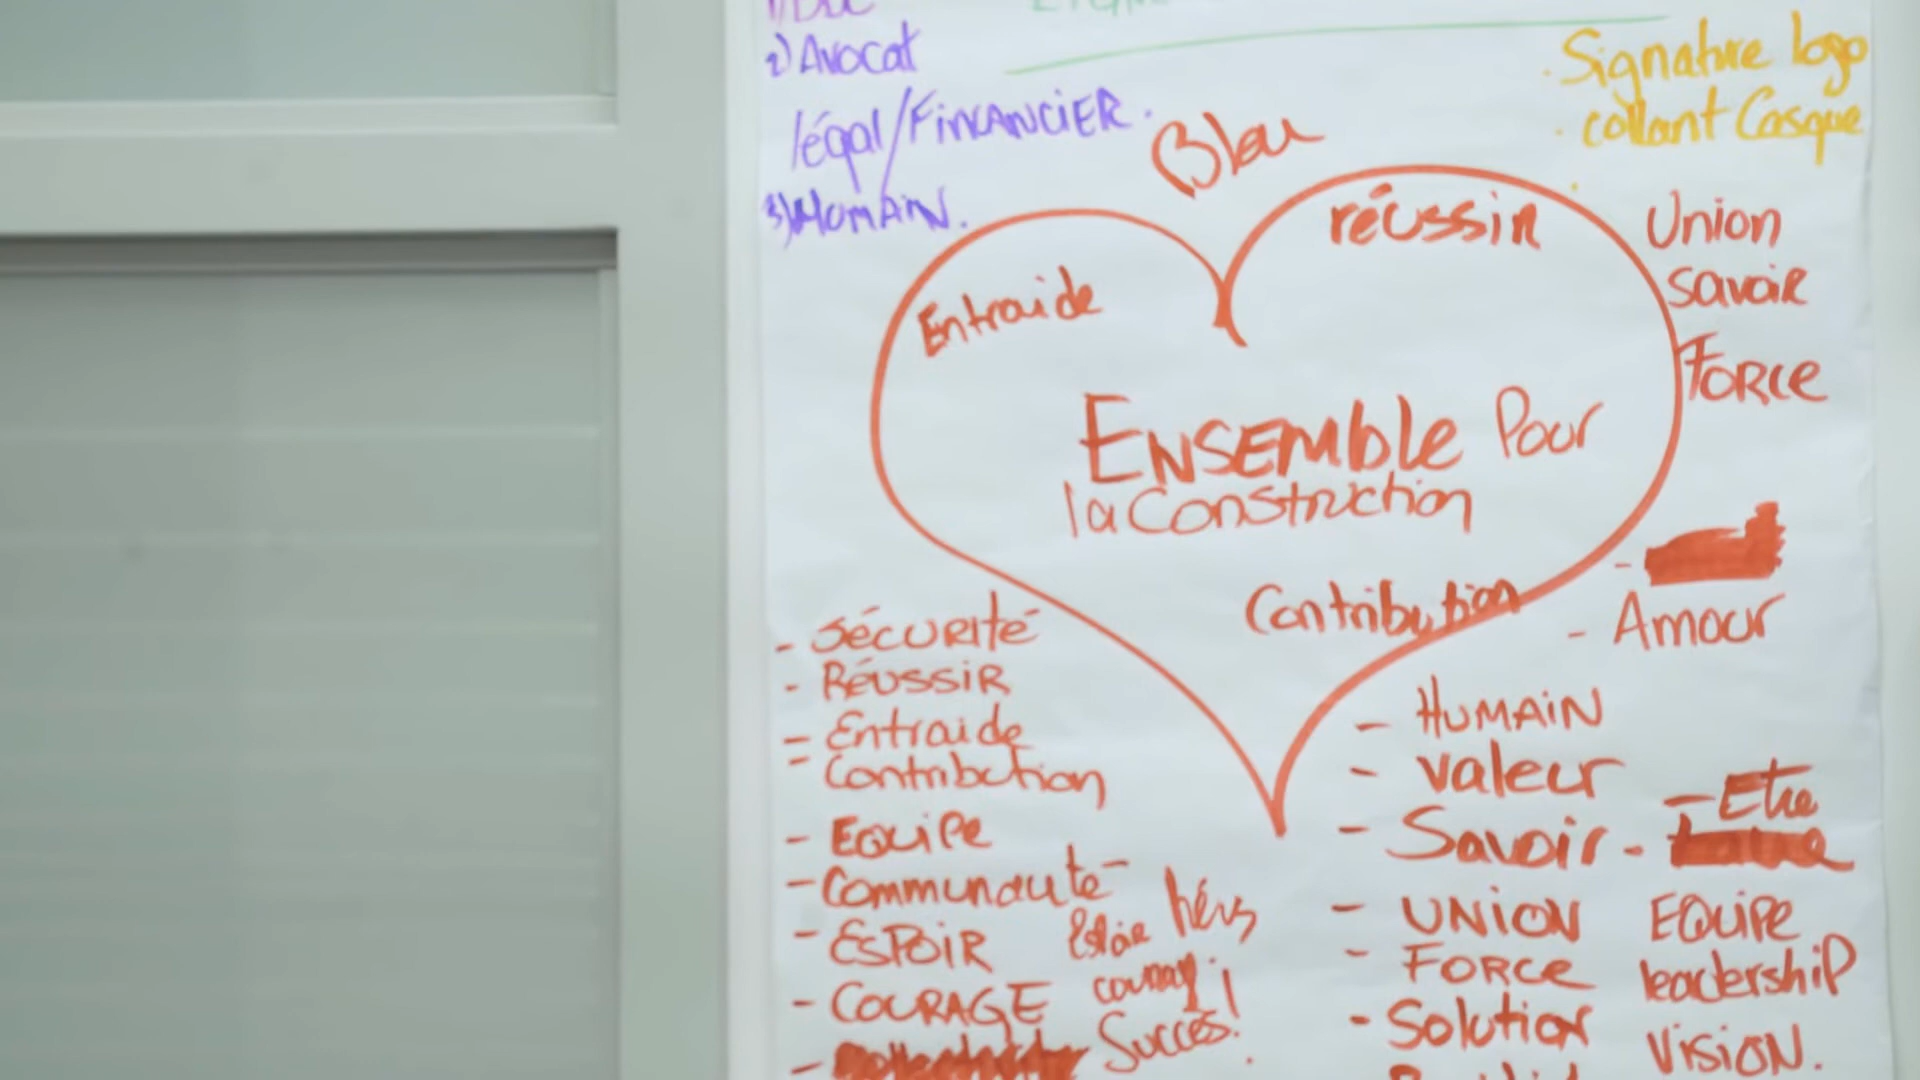 2) Avocat
légal/Financier.
3) Humain.
Signature logo
collant Casque
Bleu
réussir
Entraide
Union
savoir
Force
Ensemble Pour
la Construction
Contribution
- Amour
- Sécurité
- Réussir
- Entraide
- Contribution
- Equipe
- Communauté
- Espoir
- Courage
Succès!
- Humain
- Valeur
- Savoir
- Etre
- Union
- Force
- Solution
Equipe
leadership
Vision.